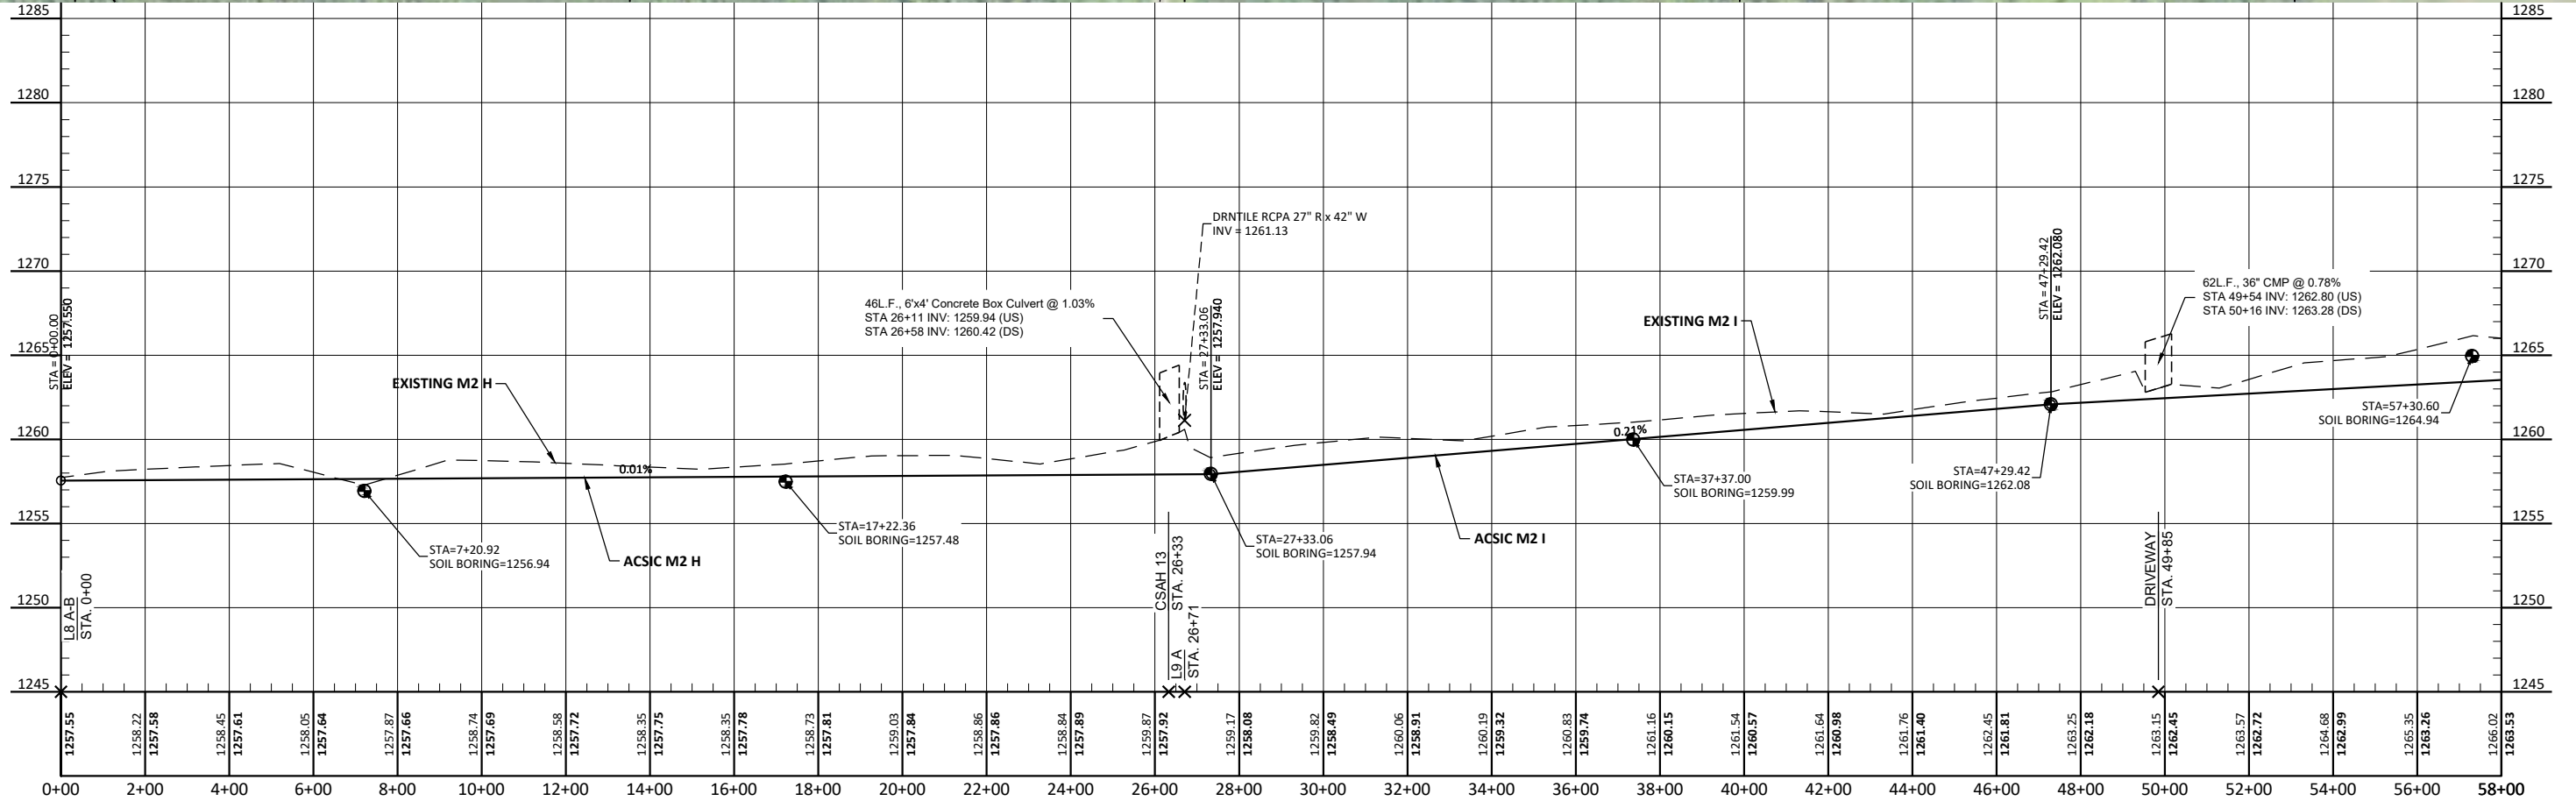 1285
1280
1275
1270
1265
1260
1255
1250
1245
1285
1280
1275
1270
1265
1260
1255
1250
1245
STA = 0+00.00
ELEV = 1257.550
EXISTING M2 H
0.01%
STA=7+20.92
SOIL BORING=1256.94
ACSIC M2 H
STA=17+22.36
SOIL BORING=1257.48
46L.F., 6'x4' Concrete Box Culvert @ 1.03%
STA 26+11 INV: 1259.94 (US)
STA 26+58 INV: 1260.42 (DS)
DRNTILE RCPA 27" R x 42" W
INV = 1261.13
STA = 27+33.06
ELEV = 1257.940
STA=27+33.06
SOIL BORING=1257.94
ACSIC M2 I
EXISTING M2 I
0.21%
STA=37+37.00
SOIL BORING=1259.99
STA = 47+29.42
ELEV = 1262.080
STA=47+29.42
SOIL BORING=1262.08
62L.F., 36" CMP @ 0.78%
STA 49+54 INV: 1262.80 (US)
STA 50+16 INV: 1263.28 (DS)
STA=57+30.60
SOIL BORING=1264.94
L8 A-B
STA. 0+00
CSAH 13
STA. 26+33
L9 A
STA. 26+71
DRIVEWAY
STA. 49+85
1257.55
1258.22
1257.58
1258.45
1257.61
1258.05
1257.64
1257.87
1257.66
1258.74
1257.69
1258.58
1257.72
1258.35
1257.75
1258.35
1257.78
1258.73
1257.81
1259.03
1257.84
1258.86
1257.86
1258.84
1257.89
1259.87
1257.92
1259.17
1258.08
1259.82
1258.49
1260.06
1258.91
1260.19
1259.32
1260.83
1259.74
1261.16
1260.15
1261.54
1260.57
1261.64
1260.98
1261.76
1261.40
1262.45
1261.81
1263.25
1262.18
1263.15
1262.45
1263.57
1262.72
1264.68
1262.99
1265.35
1263.26
1266.02
1263.53
0+00 2+00 4+00 6+00 8+00 10+00 12+00 14+00 16+00 18+00 20+00 22+00 24+00 26+00 28+00 30+00 32+00 34+00 36+00 38+00 40+00 42+00 44+00 46+00 48+00 50+00 52+00 54+00 56+00 58+00